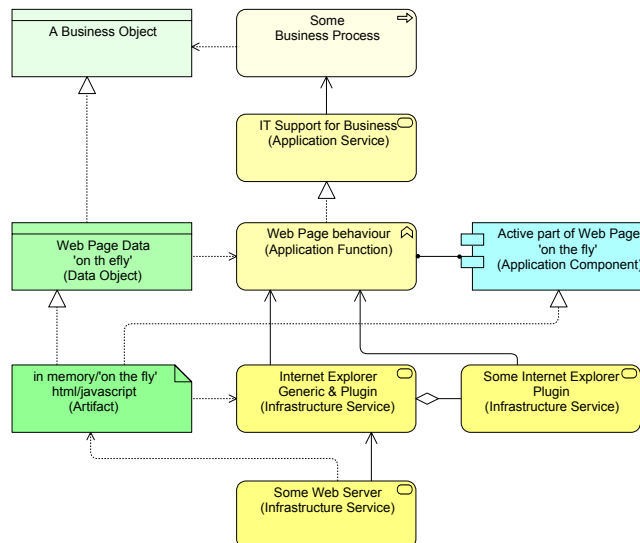 A Business Object
Some
Business Process
IT Support for Business
(Application Service)
Web Page Data
'on th efly'
(Data Object)
Web Page behaviour
(Application Function)
Active part of Web Page
'on the fly'
(Application Component)
in memory/'on the fly'
html/javascript
(Artifact)
Internet Explorer
Generic & Plugin
(Infrastructure Service)
Some Internet Explorer
Plugin
(Infrastructure Service)
Some Web Server
(Infrastructure Service)